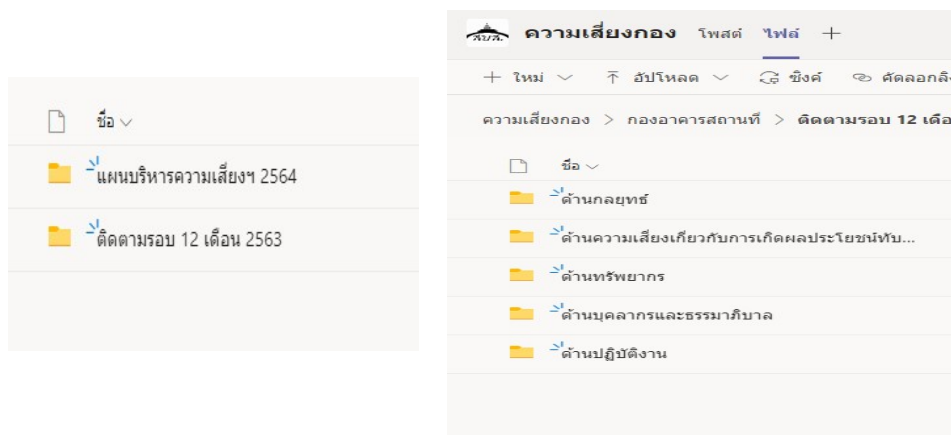 ชื่อ
แผนบริหารความเสี่ยงฯ 2564
ติดตามรอบ 12 เดือน 2563
สบส. ความเสี่ยงกอง โพสต์ ไฟล์ +
+ ใหม่ อัปโหลด ซิงค์ คัดลอกลิ
ความเสี่ยงกอง > กองอาคารสถานที่ > ติดตามรอบ 12 เดือ
ชื่อ
ด้านกลยุทธ์
ด้านความเสี่ยงเกี่ยวกับการเกิดผลประโยชน์ทับ...
ด้านทรัพยากร
ด้านบุคลากรและธรรมาภิบาล
ด้านปฏิบัติงาน